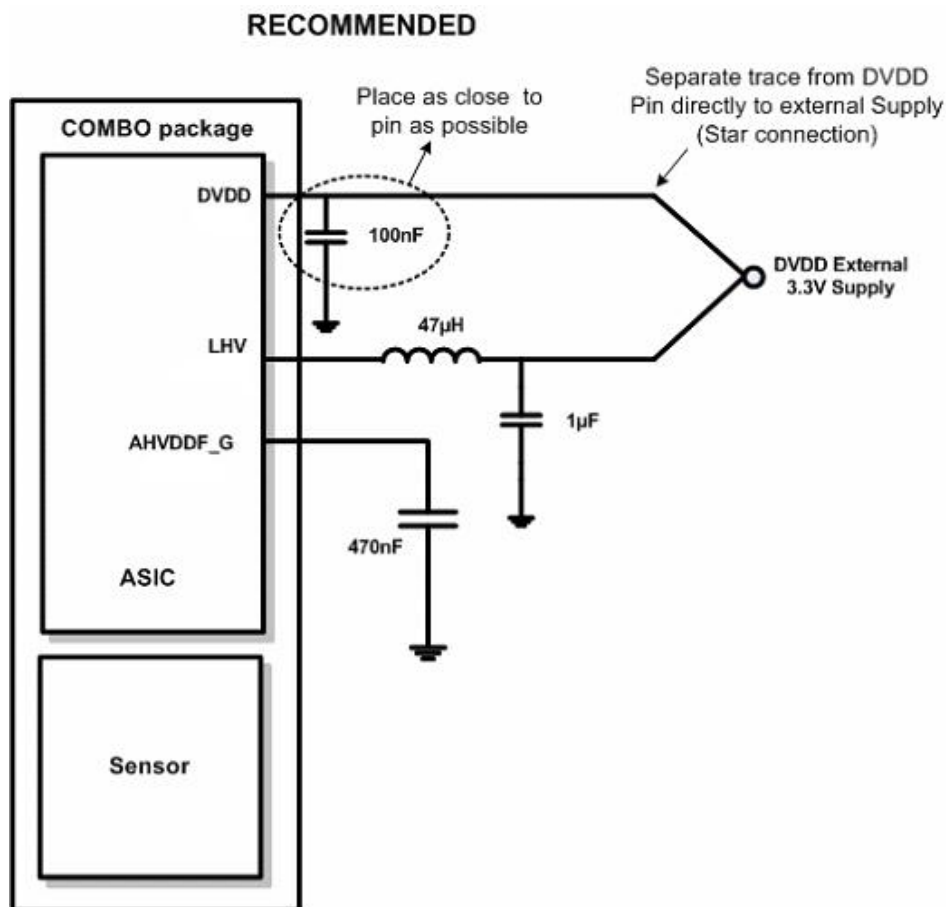 RECOMMENDED
Place as close to
pin as possible
Separate trace from DVDD
Pin directly to external Supply
(Star connection)
COMBO package
DVDD
100nF
DVDD External
3.3V Supply
LHV
47µH
1µF
AHVDDF_G
470nF
ASIC
Sensor